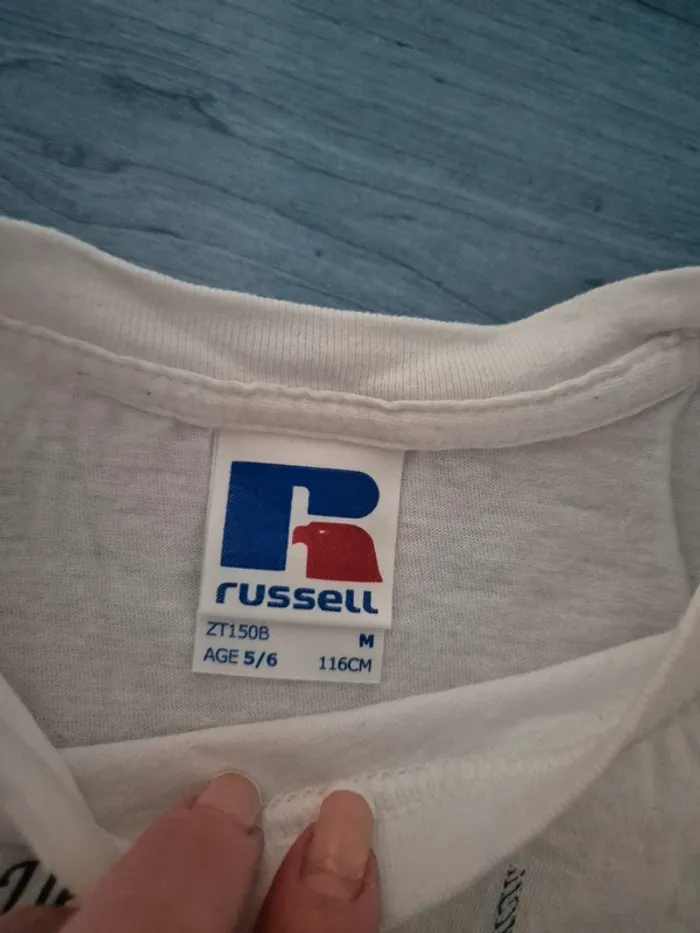 russell
ZT150B M
AGE 5/6 116CM